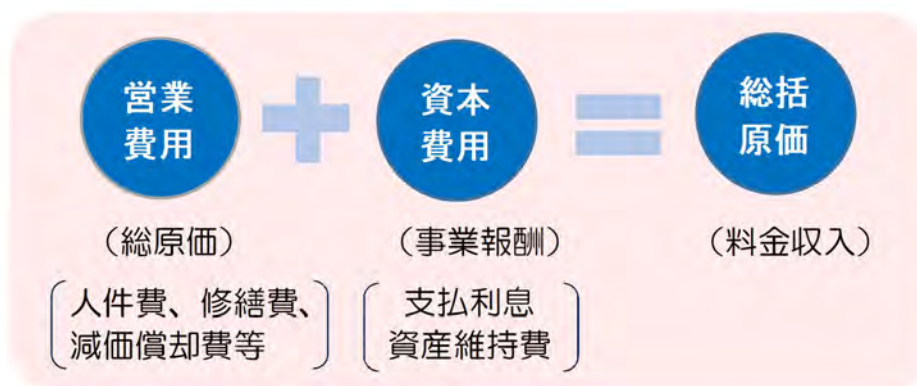 営業
費用
資本
費用
総括
原価
(総原価)
(事業報酬)
(料金収入)
人件費、修繕費、
減価償却費等
支払利息
資産維持費